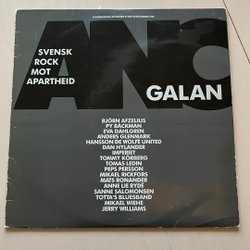 ANC
SVENSK
ROCK
MOT
APARTHEID
GALAN
BJÖRN AFZELIUS
PY BÄCKMAN
EVA DAHLGREN
ANDERS GLENMARK
HANSSON DE WOLFE UNITED
DAN HYLANDER
IMPERIET
TOMMY KÖRBERG
TOMAS LEDIN
PEPS PERSSON
MIKAEL RICKFORS
MATS RONANDER
ANNE LIE RYDÉ
SANNE SALOMONSEN
TOTTA'S BLUESBAND
MIKAEL WIEHE
JERRY WILLIAMS